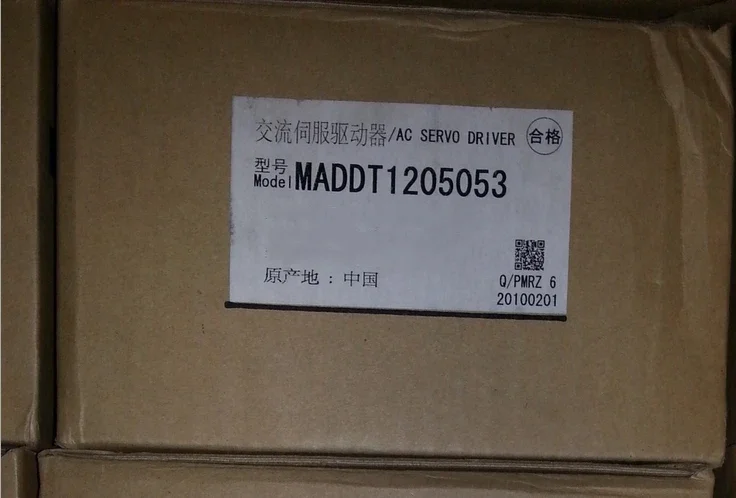 交流伺服驱动器/AC SERVO DRIVER 合格
型号
Model MADDT1205053
原产地：中国
Q/PMRZ 6
20100201